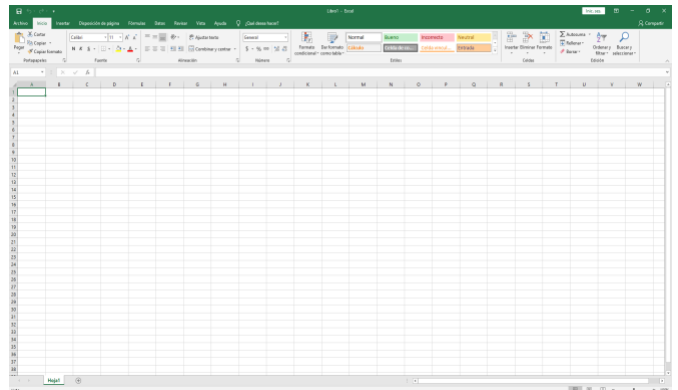 Libro1 - Excel
Archivo Inicio Insertar Disposición de página Fórmulas Datos Revisar Vista Ayuda ¿Qué desea hacer? Compartir
Pegar Cortar Copiar Copiar formato
Calibri 11
N K S
Ajustar texto
Combinar y centrar
General
$ - % 000
Formato condicional Dar formato como tabla
Normal Bueno Incorrecto Neutral
Cálculo Entrada
Insertar Eliminar Formato
Autosuma Rellenar Borrar
Ordenar y filtrar Buscar y seleccionar
Portapapeles Fuente Alineación Número Estilos Celdas Edición
A1 fx
A B C D E F G H I J K L M N O P Q R S T U V W
1
2
3
4
5
6
7
8
9
10
11
12
13
14
15
16
17
18
19
20
21
22
23
24
25
26
27
28
29
30
31
32
33
34
35
36
37
38
Hoja1